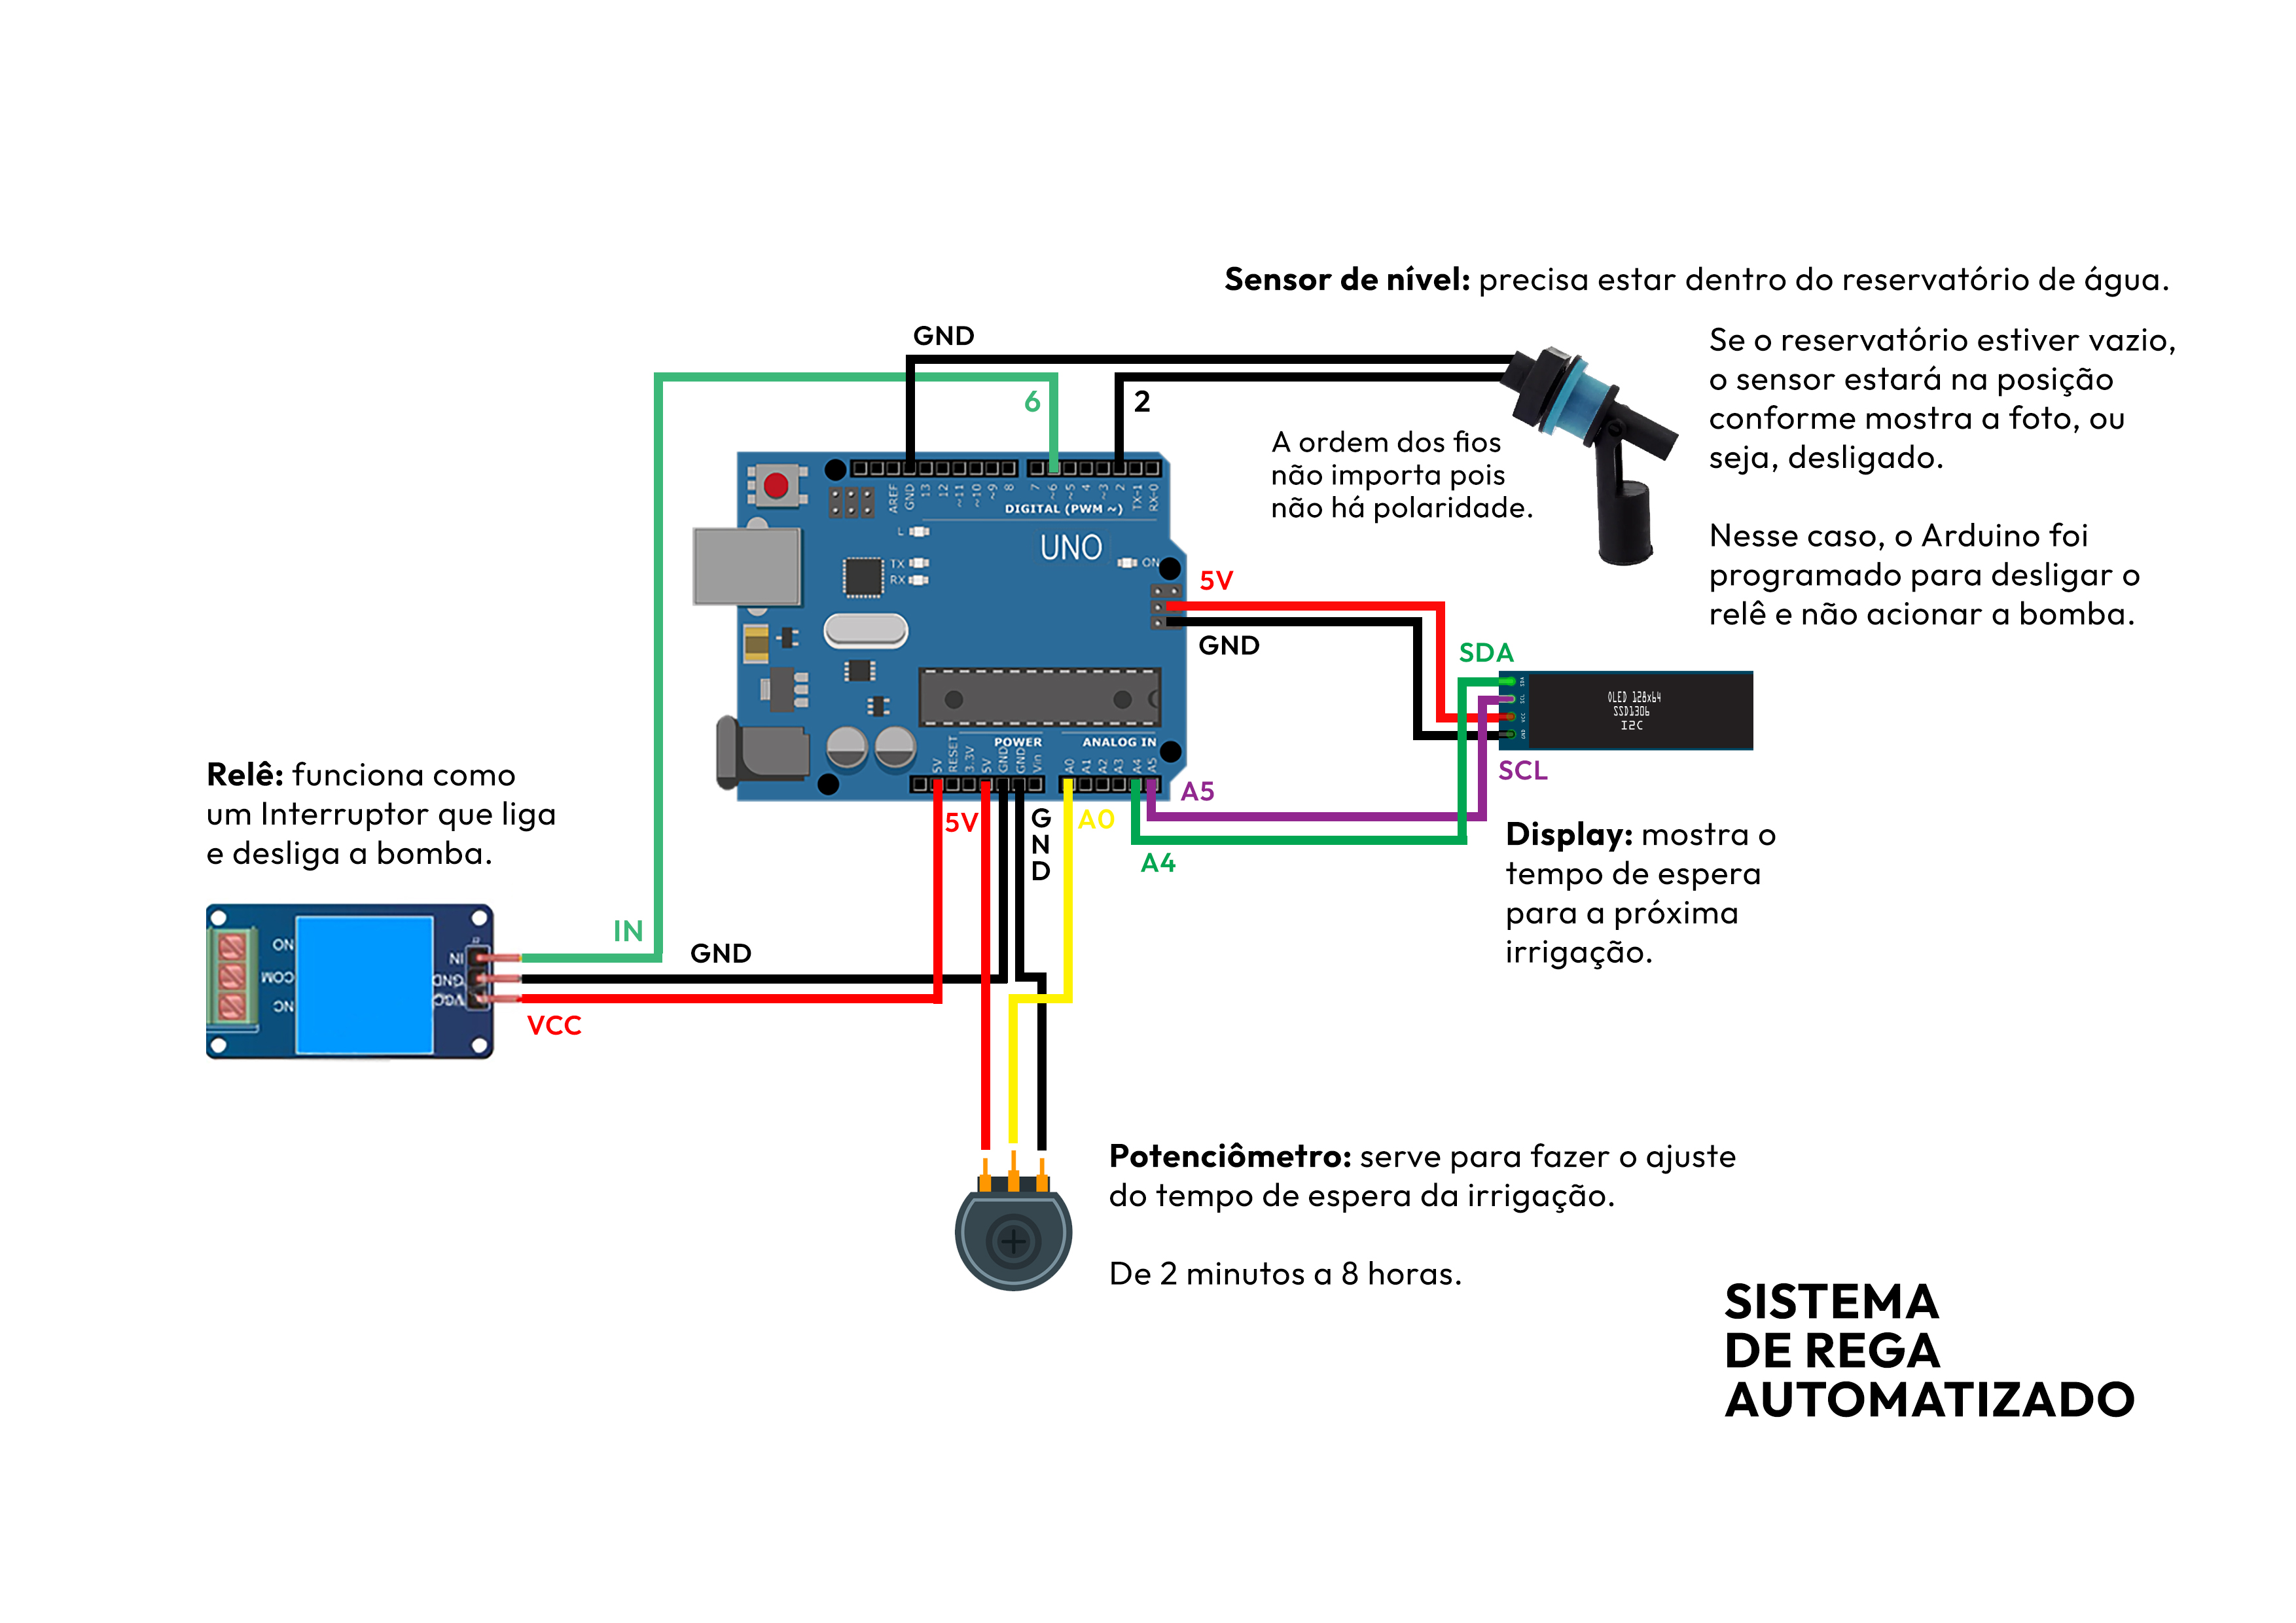 Sensor de nível: precisa estar dentro do reservatório de água.
Se o reservatório estiver vazio,
o sensor estará na posição
conforme mostra a foto, ou
seja, desligado.
Nesse caso, o Arduino foi
programado para desligar o
relê e não acionar a bomba.
GND
6
2
A ordem dos fios
não importa pois
não há polaridade.
AREF
GND
13
12
~11
~10
~9
8
7
~6
~5
4
~3
2
TX-1
RX-0
DIGITAL (PWM ~)
L
TX
RX
UNO
ON
5V
GND
SDA
SDA
SCL
VCC
GND
OLED 128x64
SSD1306
I2C
SCL
POWER
ANALOG IN
5V
RESET
3.3V
5V
GND
GND
Vin
A0
A1
A2
A3
A4
A5
5V
GND
A0
A5
A4
Display: mostra o
tempo de espera
para a próxima
irrigação.
Relê: funciona como
um Interruptor que liga
e desliga a bomba.
IN
GND
VCC
NO
COM
NC
IN
GND
VCC
Potenciômetro: serve para fazer o ajuste
do tempo de espera da irrigação.
De 2 minutos a 8 horas.
SISTEMA
DE REGA
AUTOMATIZADO